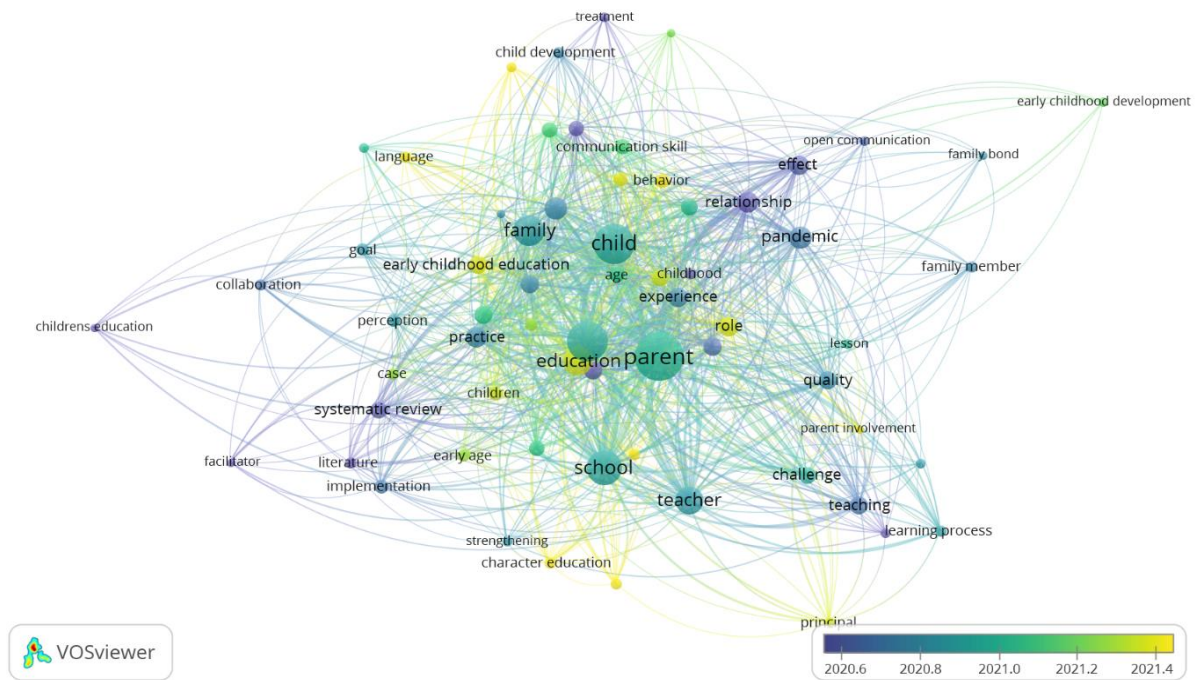 treatment
child development
early childhood development
open communication
communication skill
family bond
language
effect
behavior
relationship
family
child
pandemic
goal
early childhood education
age
childhood
family member
collaboration
experience
childrens education
perception
practice
role
lesson
education
parent
case
children
quality
systematic review
parent involvement
facilitator
literature
early age
school
challenge
implementation
teacher
teaching
learning process
strengthening
character education
principal
VOSviewer
2020.6 2020.8 2021.0 2021.2 2021.4